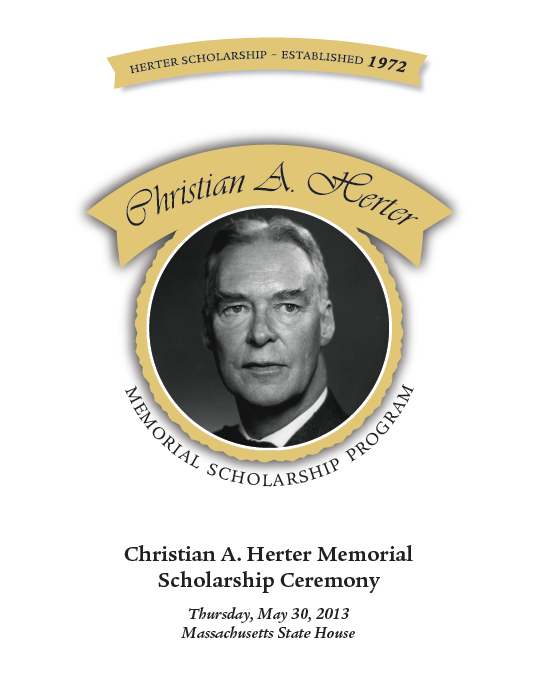 HERTER SCHOLARSHIP – ESTABLISHED 1972
Christian A. Herter
MEMORIAL SCHOLARSHIP PROGRAM
Christian A. Herter Memorial
Scholarship Ceremony
Thursday, May 30, 2013
Massachusetts State House